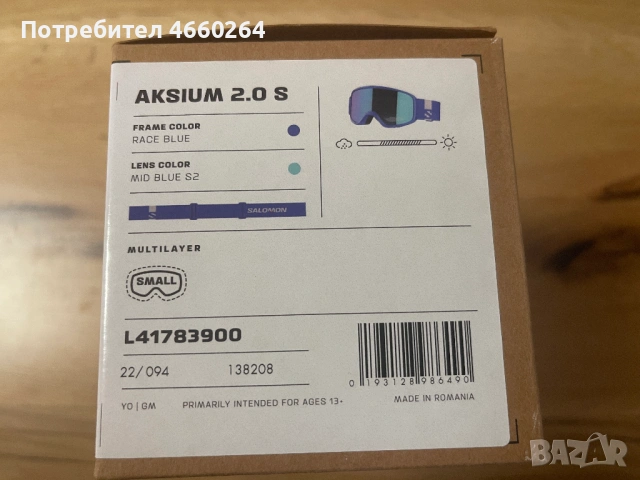 Потребител 4660264
AKSIUM 2.0 S
FRAME COLOR
RACE BLUE
LENS COLOR
MID BLUE S2
SALOMON
MULTILAYER
SMALL
L41783900
22/094 138208
0 193128 986490
YO | GM PRIMARILY INTENDED FOR AGES 13+ MADE IN ROMANIA
BAZAR